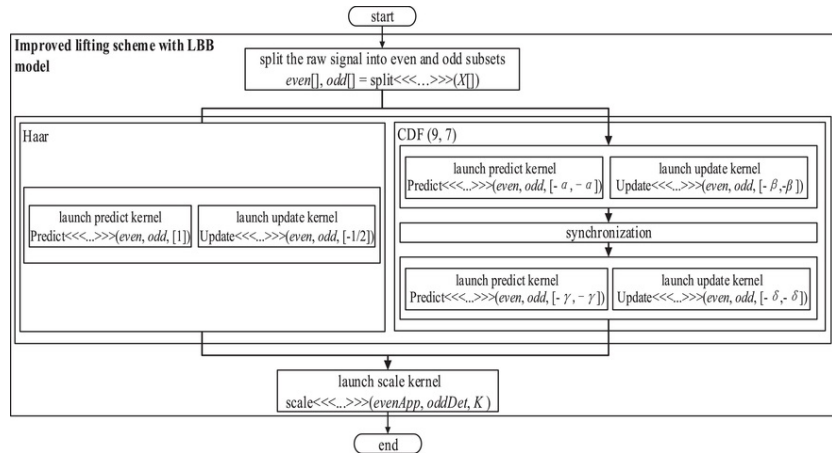 start
Improved lifting scheme with LBB
model
split the raw signal into even and odd subsets
even[], odd[] = split<<<...>>>(X[])
Haar
launch predict kernel
Predict<<<...>>>(even, odd, [1])
launch update kernel
Update<<<...>>>(even, odd, [-1/2])
CDF (9, 7)
launch predict kernel
Predict<<<...>>>(even, odd, [- α, - α])
launch update kernel
Update<<<...>>>(even, odd, [- β,-β])
synchronization
launch predict kernel
Predict<<<...>>>(even, odd, [- γ, - γ])
launch update kernel
Update<<<...>>>(even, odd, [- δ,- δ])
launch scale kernel
scale<<<...>>>(evenApp, oddDet, K )
end